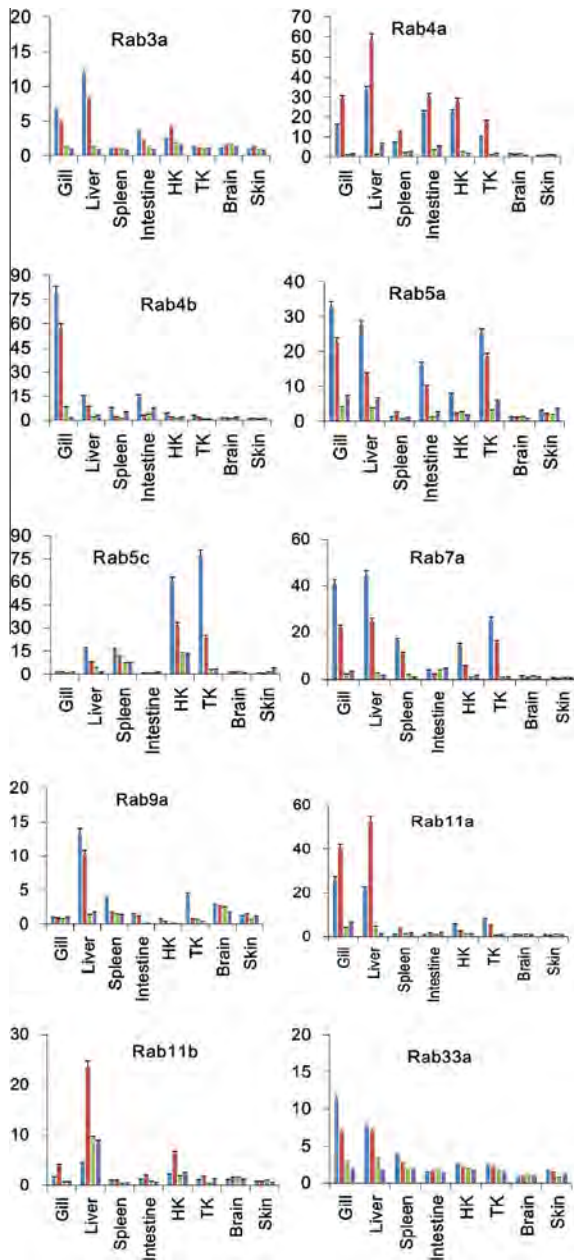 Rab3a
20
15
10
5
0
Gill
Liver
Spleen
Intestine
HK
TK
Brain
Skin
Rab4a
70
60
50
40
30
20
10
0
Gill
Liver
Spleen
Intestine
HK
TK
Brain
Skin
Rab4b
90
75
60
45
30
15
0
Gill
Liver
Spleen
Intestine
HK
TK
Brain
Skin
Rab5a
40
30
20
10
0
Gill
Liver
Spleen
Intestine
HK
TK
Brain
Skin
Rab5c
90
75
60
45
30
15
0
Gill
Liver
Spleen
Intestine
HK
TK
Brain
Skin
Rab7a
60
40
20
0
Gill
Liver
Spleen
Intestine
HK
TK
Brain
Skin
Rab9a
20
15
10
5
0
Gill
Liver
Spleen
Intestine
HK
TK
Brain
Skin
Rab11a
60
40
20
0
Gill
Liver
Spleen
Intestine
HK
TK
Brain
Skin
Rab11b
30
20
10
0
Gill
Liver
Spleen
Intestine
HK
TK
Brain
Skin
Rab33a
20
15
10
5
0
Gill
Liver
Spleen
Intestine
HK
TK
Brain
Skin